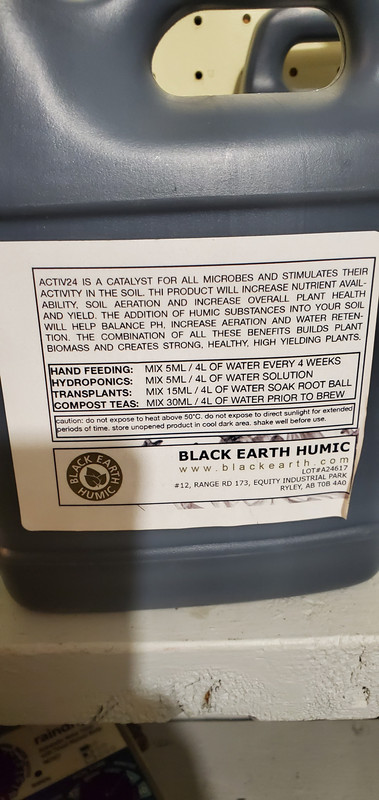 ACTIV24 IS A CATALYST FOR ALL MICROBES AND STIMULATES THEIR
ACTIVITY IN THE SOIL. THI PRODUCT WILL INCREASE NUTRIENT AVAIL-
ABILITY, SOIL AERATION AND INCREASE OVERALL PLANT HEALTH
AND YIELD. THE ADDITION OF HUMIC SUBSTANCES INTO YOUR SOIL
WILL HELP BALANCE PH, INCREASE AERATION AND WATER RETEN-
TION. THE COMBINATION OF ALL THESE BENEFITS BUILDS PLANT
BIOMASS AND CREATES STRONG, HEALTHY, HIGH YIELDING PLANTS.
HAND FEEDING: MIX 5ML / 4L OF WATER EVERY 4 WEEKS
HYDROPONICS: MIX 5ML / 4L OF WATER SOLUTION
TRANSPLANTS: MIX 15ML / 4L OF WATER SOAK ROOT BALL
COMPOST TEAS: MIX 30ML / 4L OF WATER PRIOR TO BREW
caution: do not expose to heat above 50°C. do not expose to direct sunlight for extended
periods of time. store unopened product in cool dark area. shake well before use.
BLACK EARTH HUMIC
BLACK EARTH HUMIC
www.blackearth.com
LOT#A24617
#12, RANGE RD 173, EQUITY INDUSTRIAL PARK
RYLEY, AB T0B 4A0